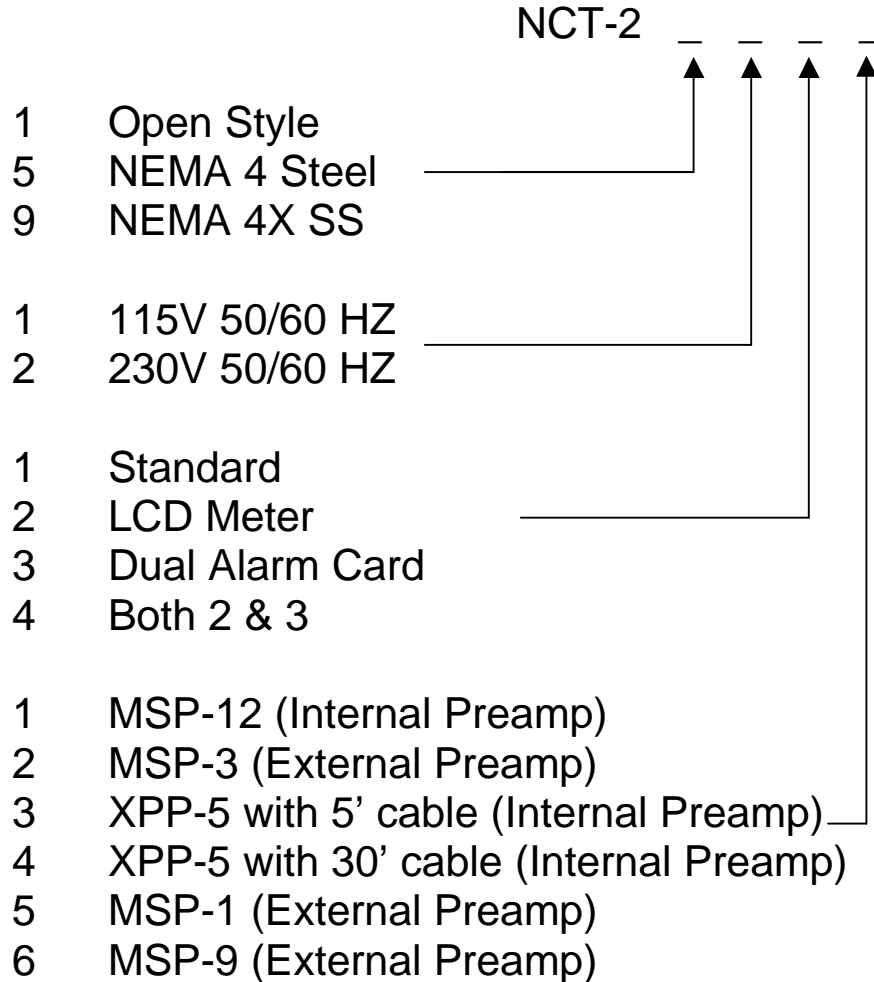 NCT-2 _ _ _ _
1 Open Style
5 NEMA 4 Steel
9 NEMA 4X SS
1 115V 50/60 HZ
2 230V 50/60 HZ
1 Standard
2 LCD Meter
3 Dual Alarm Card
4 Both 2 & 3
1 MSP-12 (Internal Preamp)
2 MSP-3 (External Preamp)
3 XPP-5 with 5’ cable (Internal Preamp)
4 XPP-5 with 30’ cable (Internal Preamp)
5 MSP-1 (External Preamp)
6 MSP-9 (External Preamp)